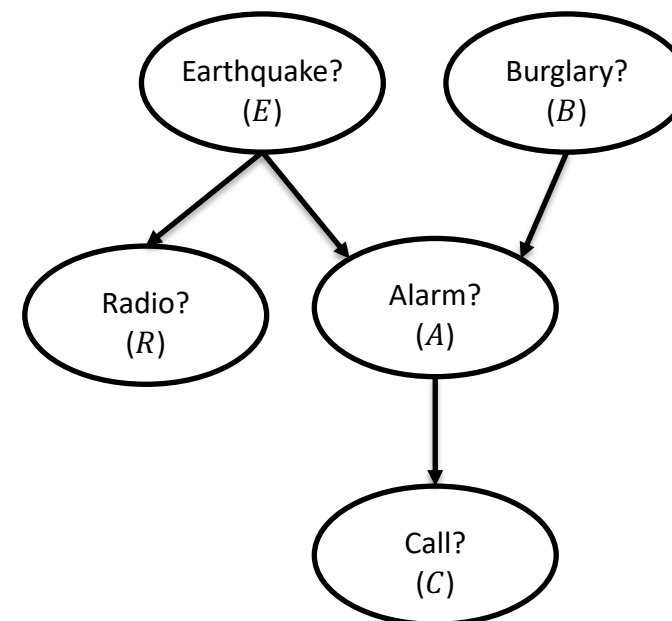 Earthquake?
(E)
Burglary?
(B)
Radio?
(R)
Alarm?
(A)
Call?
(C)